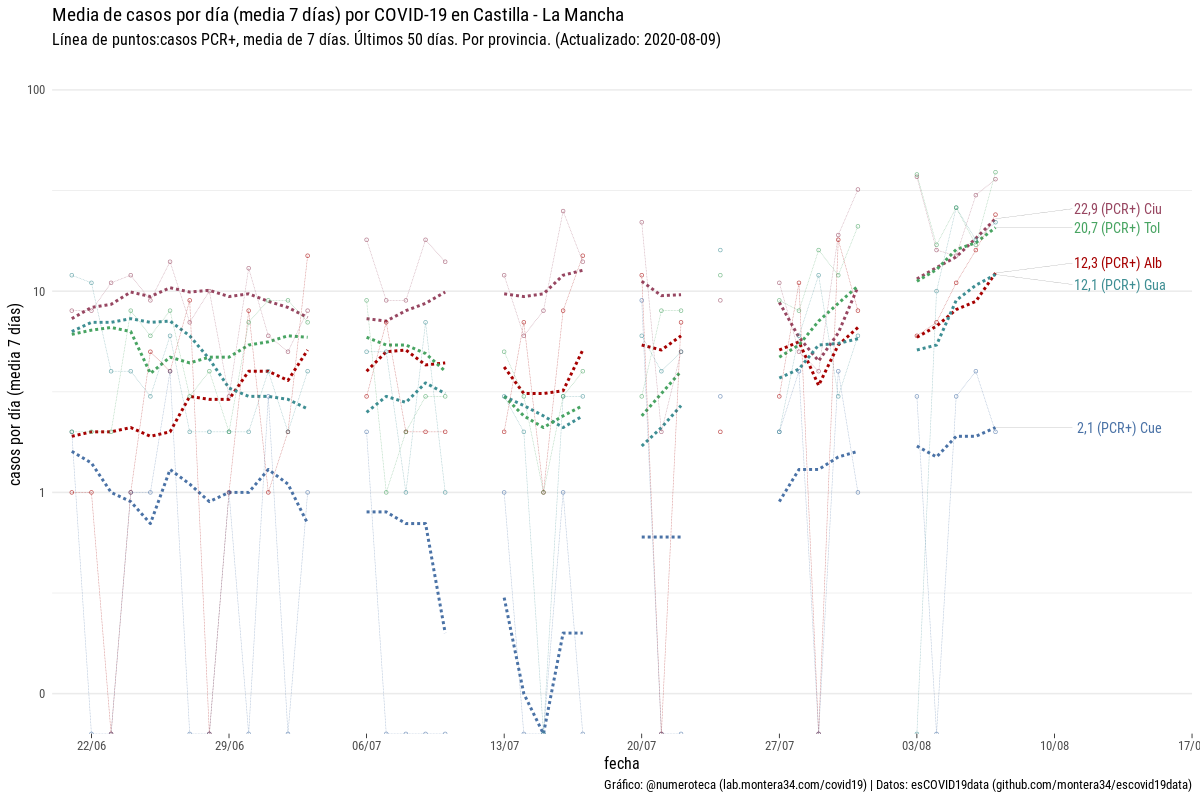 Media de casos por día (media 7 días) por COVID-19 en Castilla - La Mancha
Línea de puntos:casos PCR+, media de 7 días. Últimos 50 días. Por provincia. (Actualizado: 2020-08-09)
casos por día (media 7 días)
100
10
1
0
22,9 (PCR+) Ciu
20,7 (PCR+) Tol
12,3 (PCR+) Alb
12,1 (PCR+) Gua
2,1 (PCR+) Cue
22/06 29/06 06/07 13/07 20/07 27/07 03/08 10/08 17/0
fecha
Gráfico: @numeroteca (lab.montera34.com/covid19) | Datos: esCOVID19data (github.com/montera34/escovid19data)